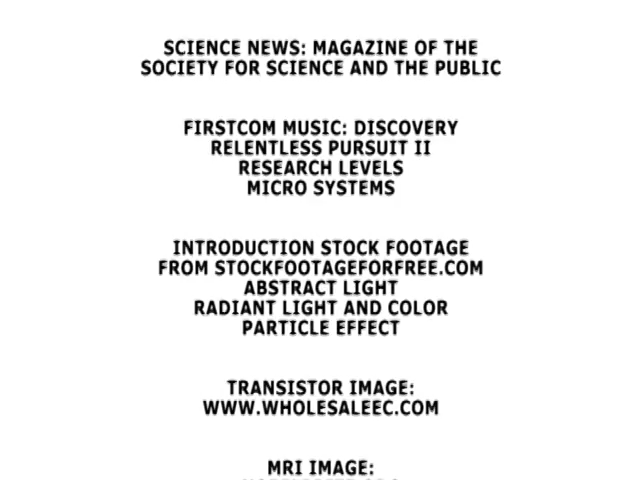 SCIENCE NEWS: MAGAZINE OF THE
SOCIETY FOR SCIENCE AND THE PUBLIC
FIRSTCOM MUSIC: DISCOVERY
RELENTLESS PURSUIT II
RESEARCH LEVELS
MICRO SYSTEMS
INTRODUCTION STOCK FOOTAGE
FROM STOCKFOOTAGEFORFREE.COM
ABSTRACT LIGHT
RADIANT LIGHT AND COLOR
PARTICLE EFFECT
TRANSISTOR IMAGE:
WWW.WHOLESALEEC.COM
MRI IMAGE: